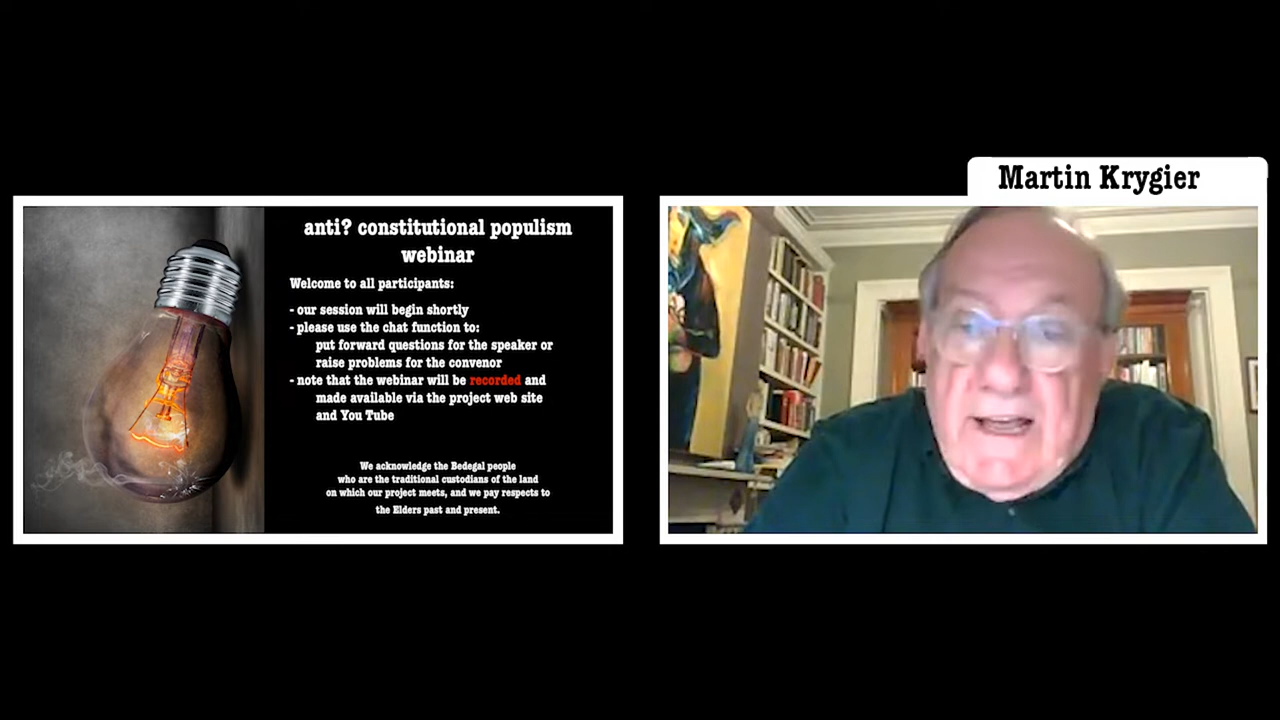 Martin Krygier
anti? constitutional populism
webinar
Welcome to all participants:
- our session will begin shortly
- please use the chat function to:
put forward questions for the speaker or
raise problems for the convenor
- note that the webinar will be recorded and
made available via the project web site
and You Tube
We acknowledge the Bedegal people
who are the traditional custodians of the land
on which our project meets, and we pay respects to
the Elders past and present.